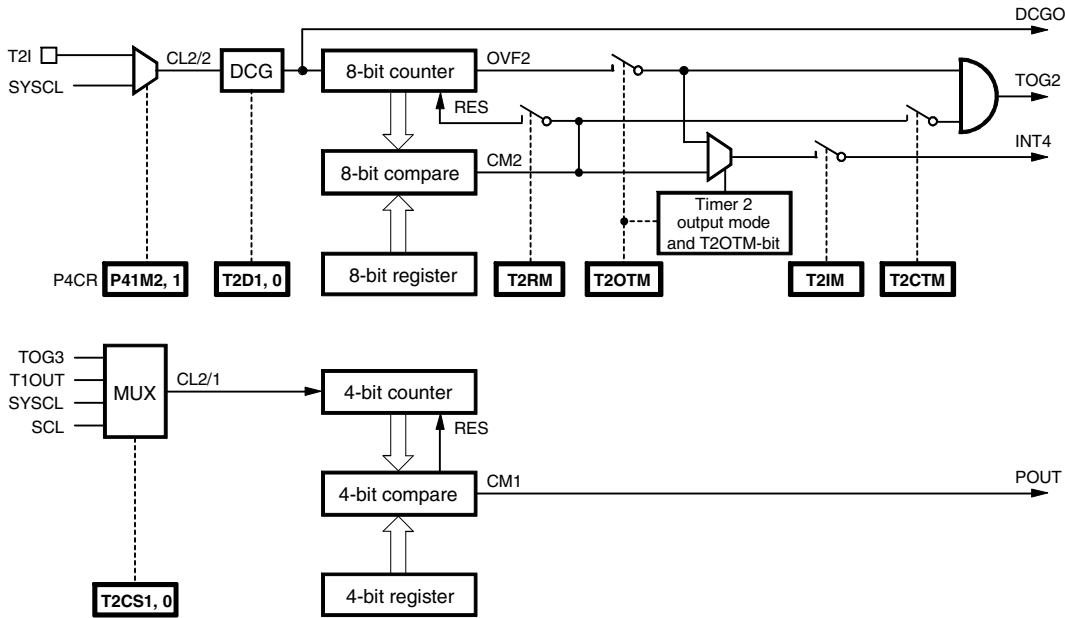 DCGO
T2I
CL2/2
DCG
8-bit counter
OVF2
SYSCL
TOG2
RES
INT4
8-bit compare
CM2
Timer 2
output mode
and T2OTM-bit
8-bit register
P4CR
P41M2, 1
T2D1, 0
T2RM
T2OTM
T2IM
T2CTM
TOG3
T1OUT
SYSCL
SCL
MUX
CL2/1
4-bit counter
RES
4-bit compare
CM1
POUT
T2CS1, 0
4-bit register